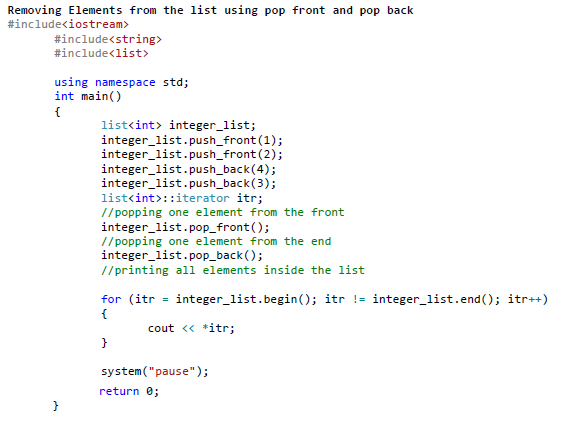 Removing Elements from the list using pop front and pop back
#include<iostream>
#include<string>
#include<list>
using namespace std;
int main()
{
list<int> integer_list;
integer_list.push_front(1);
integer_list.push_front(2);
integer_list.push_back(4);
integer_list.push_back(3);
list<int>::iterator itr;
//popping one element from the front
integer_list.pop_front();
//popping one element from the end
integer_list.pop_back();
//printing all elements inside the list
for (itr = integer_list.begin(); itr != integer_list.end(); itr++)
{
cout << *itr;
}
system("pause");
return 0;
}